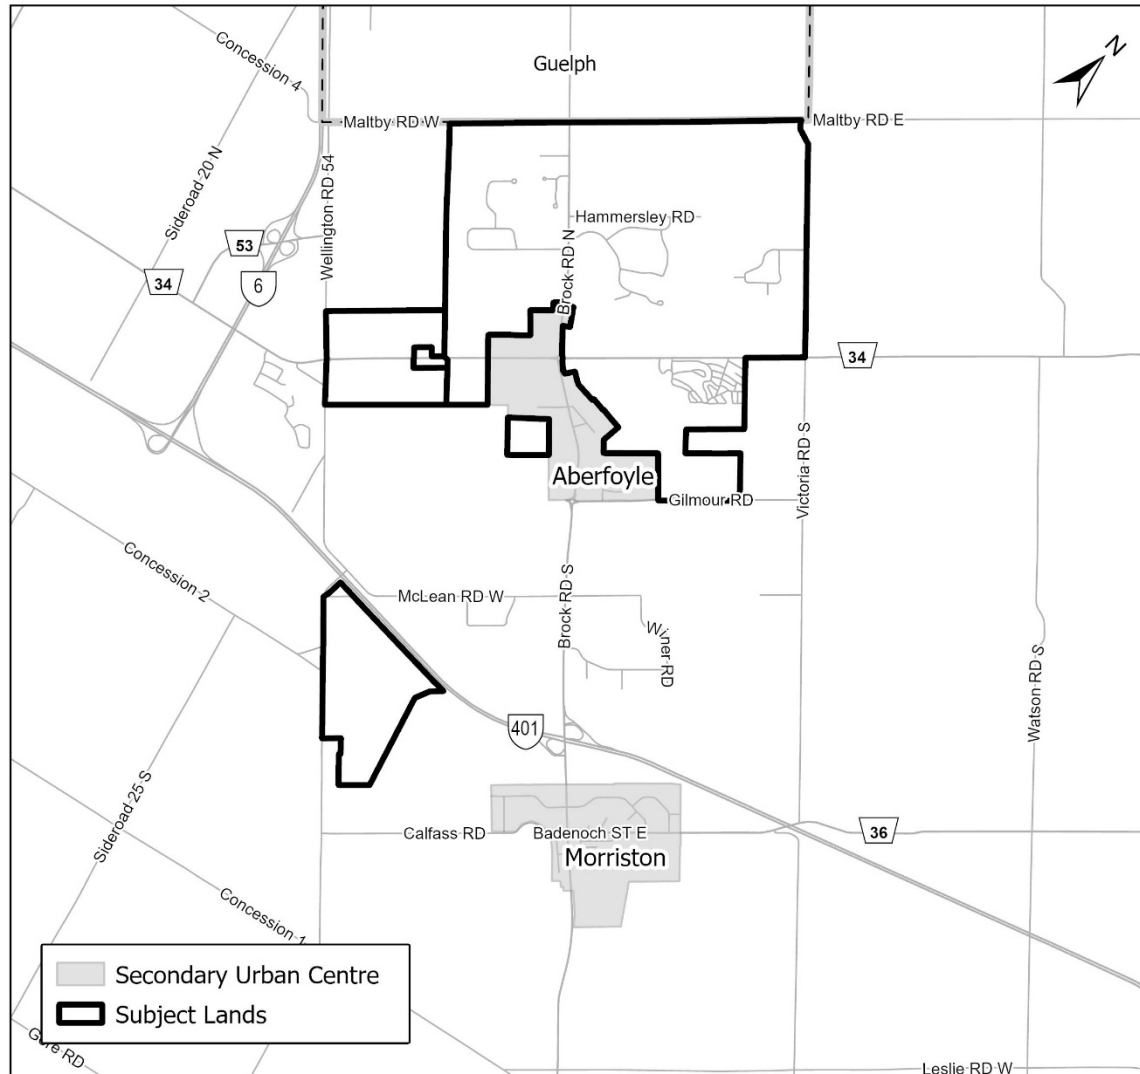 Concession 4
Guelph
N
Maltby RD W
Maltby RD E
Sideroad 20 N
Wellington RD 54
Hammersley RD
Brock RD N
53
34
6
34
Aberfoyle
Gilmour RD
Victoria RD S
Concession 2
McLean RD W
Brock RD S
Winer RD
Watson RD S
401
Sideroad 25 S
Calfass RD
Badenoch ST E
36
Morriston
Concession 1
Secondary Urban Centre
Subject Lands
Gore RD
Leslie RD W